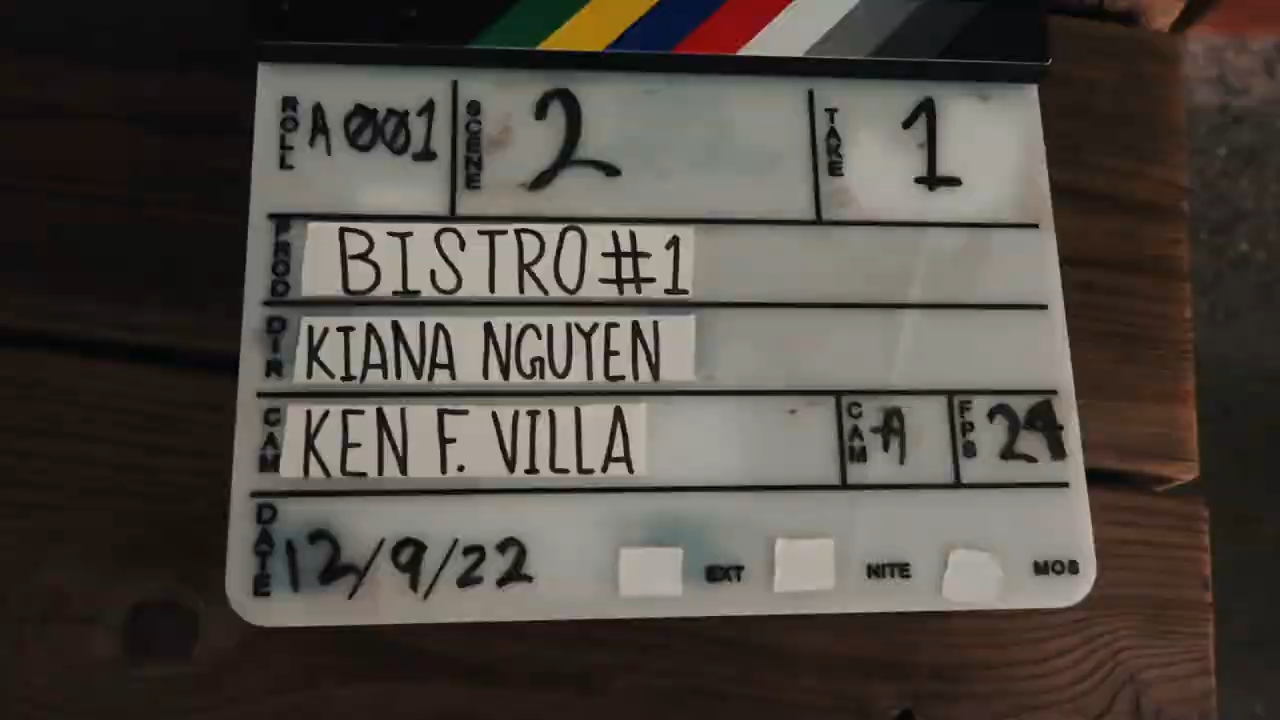 ROLL A001 SCENE 2 TAKE 1
PROD BISTRO #1
DIR KIANA NGUYEN
CAM KEN F. VILLA CAM A FPS 24
DATE 12/9/22 EXT NITE MOS